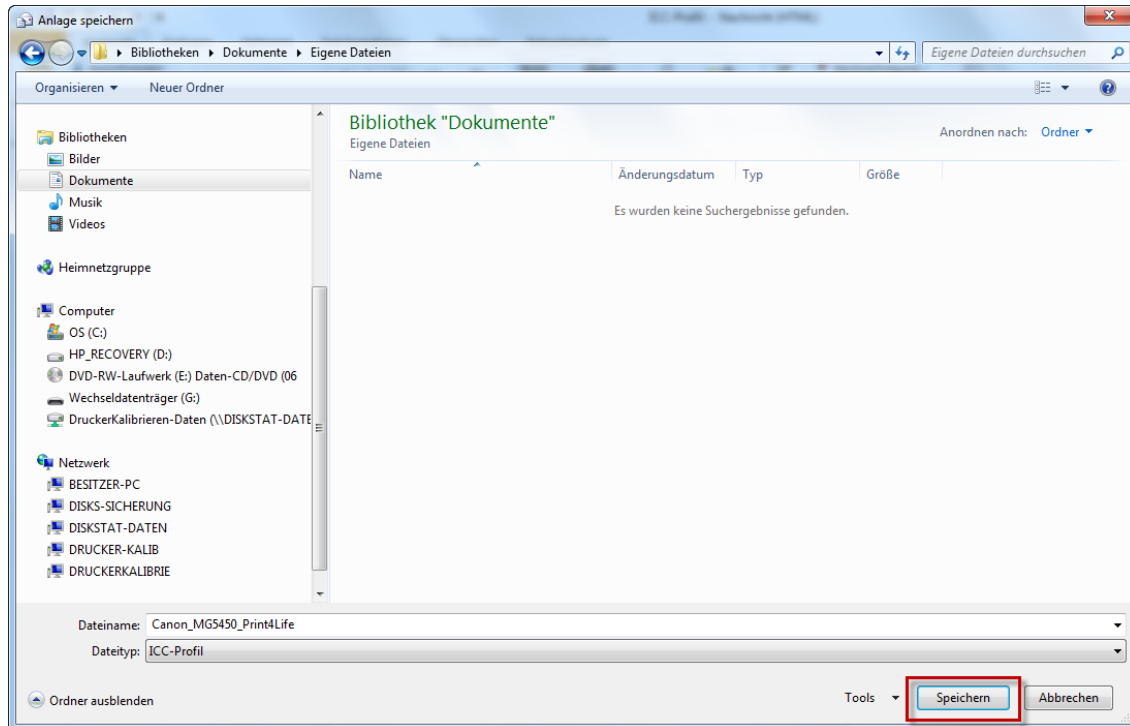 Anlage speichern
Bibliotheken Dokumente Eigene Dateien
Eigene Dateien durchsuchen
Organisieren Neuer Ordner
Bibliotheken
Bilder
Dokumente
Musik
Videos
Heimnetzgruppe
Computer
OS (C:)
HP_RECOVERY (D:)
DVD-RW-Laufwerk (E:) Daten-CD/DVD (06
Wechseldatenträger (G:)
DruckerKalibrieren-Daten (\\DISKSTAT-DATE
Netzwerk
BESITZER-PC
DISKS-SICHERUNG
DISKSTAT-DATEN
DRUCKER-KALIB
DRUCKERKALIBRIE
Bibliothek "Dokumente"
Eigene Dateien
Anordnen nach: Ordner
Name Änderungsdatum Typ Größe
Es wurden keine Suchergebnisse gefunden.
Dateiname: Canon_MG5450_Print4Life
Dateityp: ICC-Profil
Ordner ausblenden
Tools Speichern Abbrechen